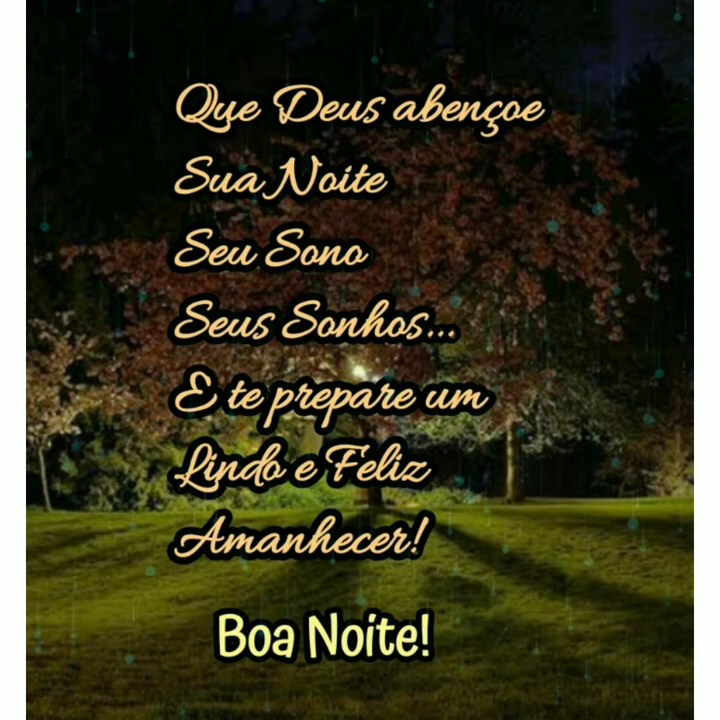 Que Deus abençoe
Sua Noite
Seu Sono
Seus Sonhos...
E te prepare um
Lindo e Feliz
Amanhecer!
Boa Noite!